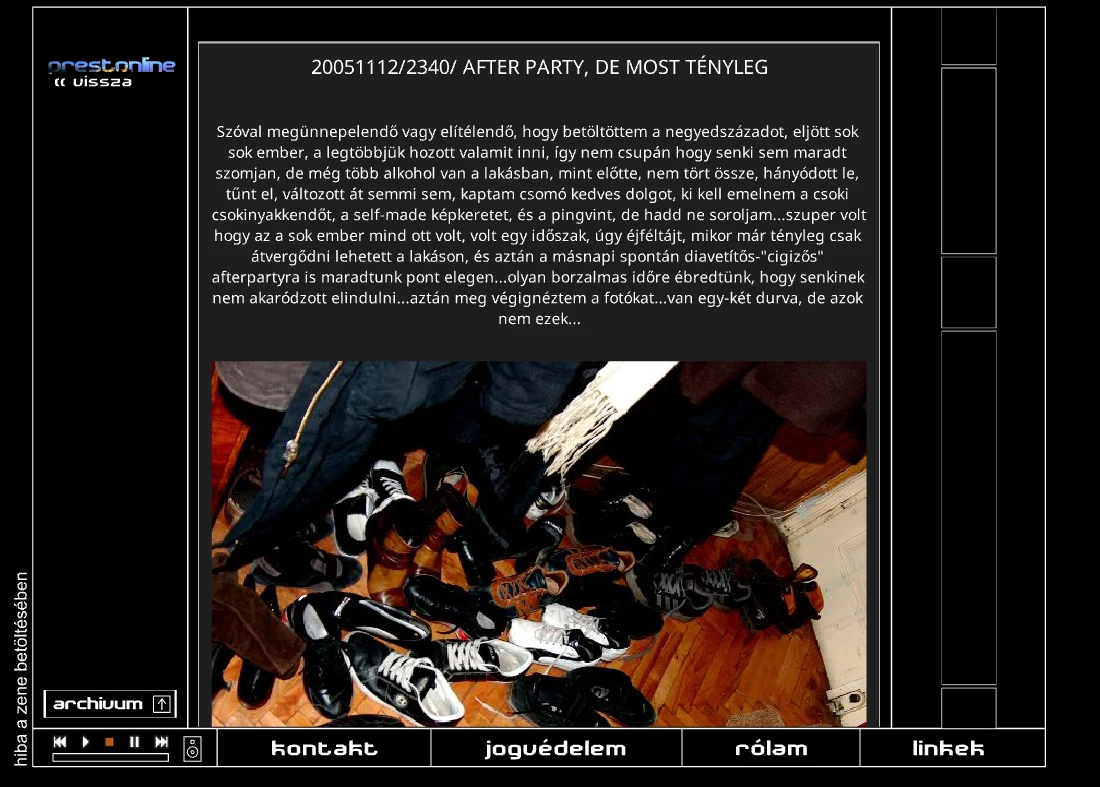 prestonline
‹‹ vissza
20051112/2340/ AFTER PARTY, DE MOST TÉNYLEG
Szóval megünnepelendő vagy elítélendő, hogy betöltöttem a negyedszázadot, eljött sok
sok ember, a legtöbbjük hozott valamit inni, így nem csupán hogy senki sem maradt
szomjan, de még több alkohol van a lakásban, mint előtte, nem tört össze, hányódott le,
tűnt el, változott át semmi sem, kaptam csomó kedves dolgot, ki kell emelnem a csoki
csokinyakkendőt, a self-made képkeretet, és a pingvint, de hadd ne soroljam...szuper volt
hogy az a sok ember mind ott volt, volt egy időszak, úgy éjféltájt, mikor már tényleg csak
átvergődni lehetett a lakáson, és aztán a másnapi spontán diavetítős-"cigizős"
afterpartyra is maradtunk pont elegen...olyan borzalmas időre ébredtünk, hogy senkinek
nem akaródzott elindulni...aztán meg végignéztem a fotókat...van egy-két durva, de azok
nem ezek...
hiba a zene betöltésében
archivum
kontakt
jogvédelem
rólam
linkek